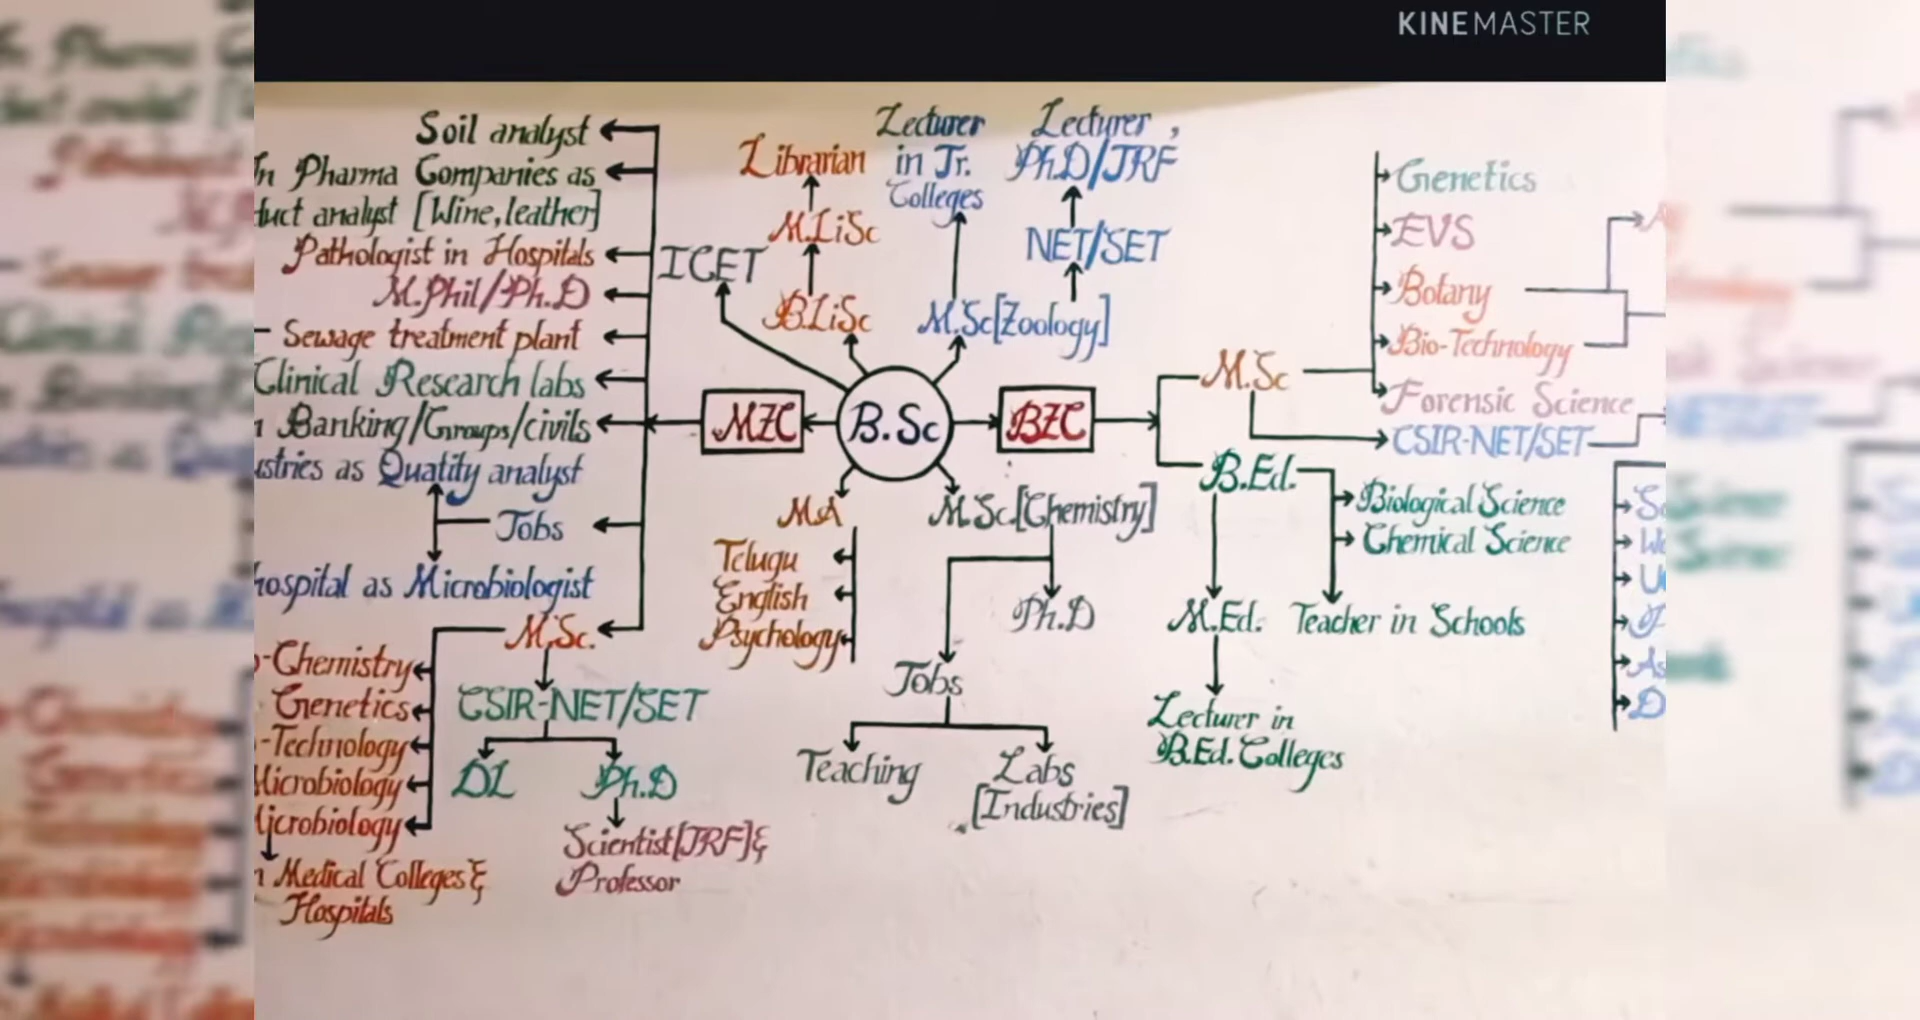 KINEMASTER
Soil analyst
In Pharma Companies as
duct analyst [Wine, leather]
Pathologist in Hospitals
M.Phil/Ph.D
Sewage treatment plant
Clinical Research labs
Banking/Groups/civils
Quality analyst
Jobs
hospital as Microbiologist
M.Sc.
-Chemistry
Genetics
-Technology
Microbiology
Microbiology
Medical Colleges &
Hospitals
CSIR-NET/SET
DL
Ph.D
Scientist[JRF]&
Professor
ICET
MZC
Librarian
M.LiSc
B.LiSc
Lecturer
in Jr.
Colleges
M.Sc[Zoology]
Lecturer,
Ph.D/JRF
NET/SET
B.Sc
MA
Telugu
English
Psychology
M.Sc.[Chemistry]
Ph.D
Jobs
Teaching
Labs
[Industries]
BZC
M.Sc
Genetics
EVS
Botany
Bio-Technology
Forensic Science
CSIR-NET/SET
B.Ed.
Biological Science
Chemical Science
M.Ed.
Teacher in Schools
Lecturer in
B.Ed. Colleges